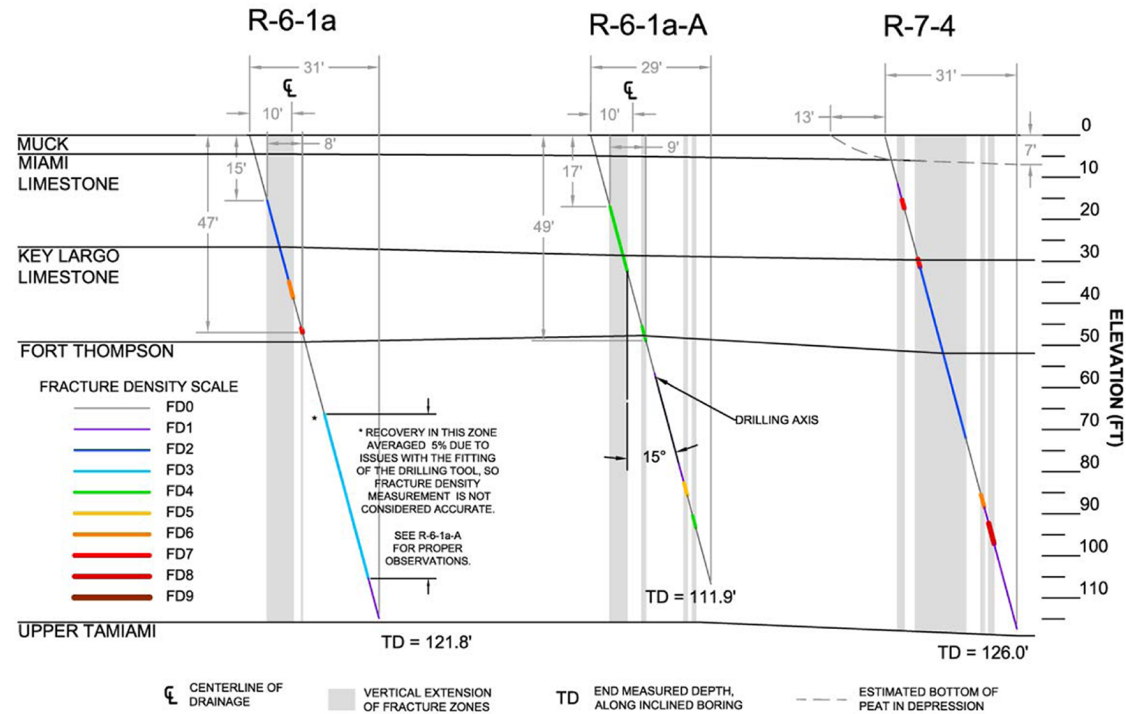 R-6-1a
R-6-1a-A
R-7-4
31'
29'
31'
℄
℄
10'
10'
13'
0
MUCK
8'
9'
7'
MIAMI
LIMESTONE
15'
17'
10
20
47'
49'
30
KEY LARGO
LIMESTONE
40
50
FORT THOMPSON
60
70
80
90
100
110
ELEVATION (FT)
FRACTURE DENSITY SCALE
FD0
FD1
FD2
FD3
FD4
FD5
FD6
FD7
FD8
FD9
*
* RECOVERY IN THIS ZONE
AVERAGED 5% DUE TO
ISSUES WITH THE FITTING
OF THE DRILLING TOOL, SO
FRACTURE DENSITY
MEASUREMENT IS NOT
CONSIDERED ACCURATE.
SEE R-6-1a-A
FOR PROPER
OBSERVATIONS.
DRILLING AXIS
15°
TD = 111.9'
UPPER TAMIAMI
TD = 121.8'
TD = 126.0'
℄ CENTERLINE OF
DRAINAGE
VERTICAL EXTENSION
OF FRACTURE ZONES
TD END MEASURED DEPTH,
ALONG INCLINED BORING
ESTIMATED BOTTOM OF
PEAT IN DEPRESSION